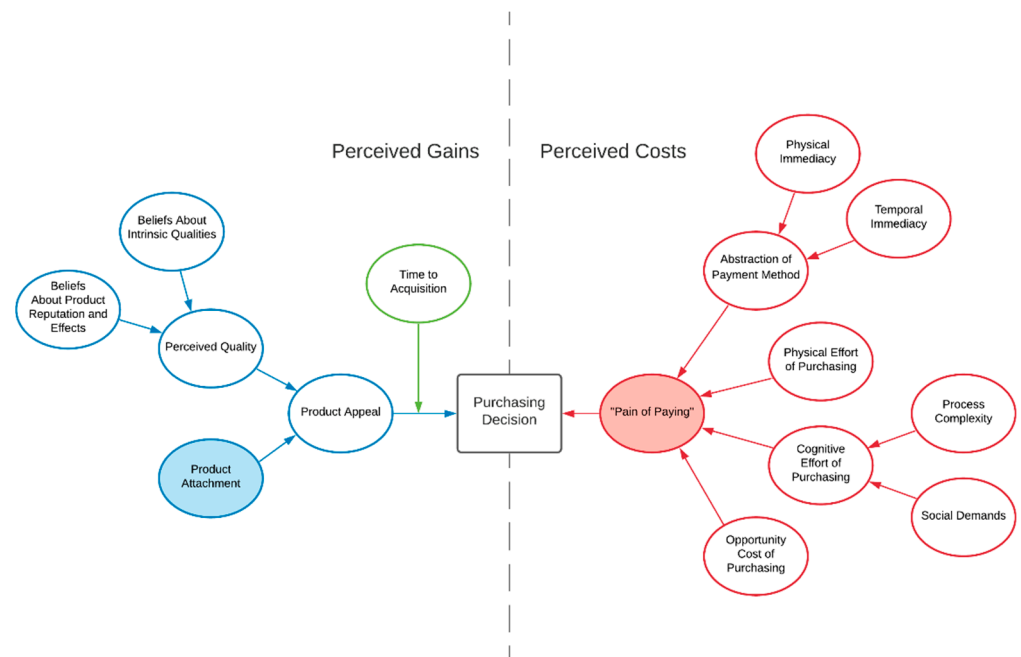 Perceived Gains
Perceived Costs
Physical
Immediacy
Temporal
Immediacy
Beliefs About
Intrinsic Qualities
Abstraction of
Payment Method
Time to
Acquisition
Beliefs
About Product
Reputation and
Effects
Perceived Quality
Physical Effort
of Purchasing
Product Appeal
Purchasing
Decision
"Pain of Paying"
Process
Complexity
Cognitive
Effort of
Purchasing
Product
Attachment
Social Demands
Opportunity
Cost of
Purchasing